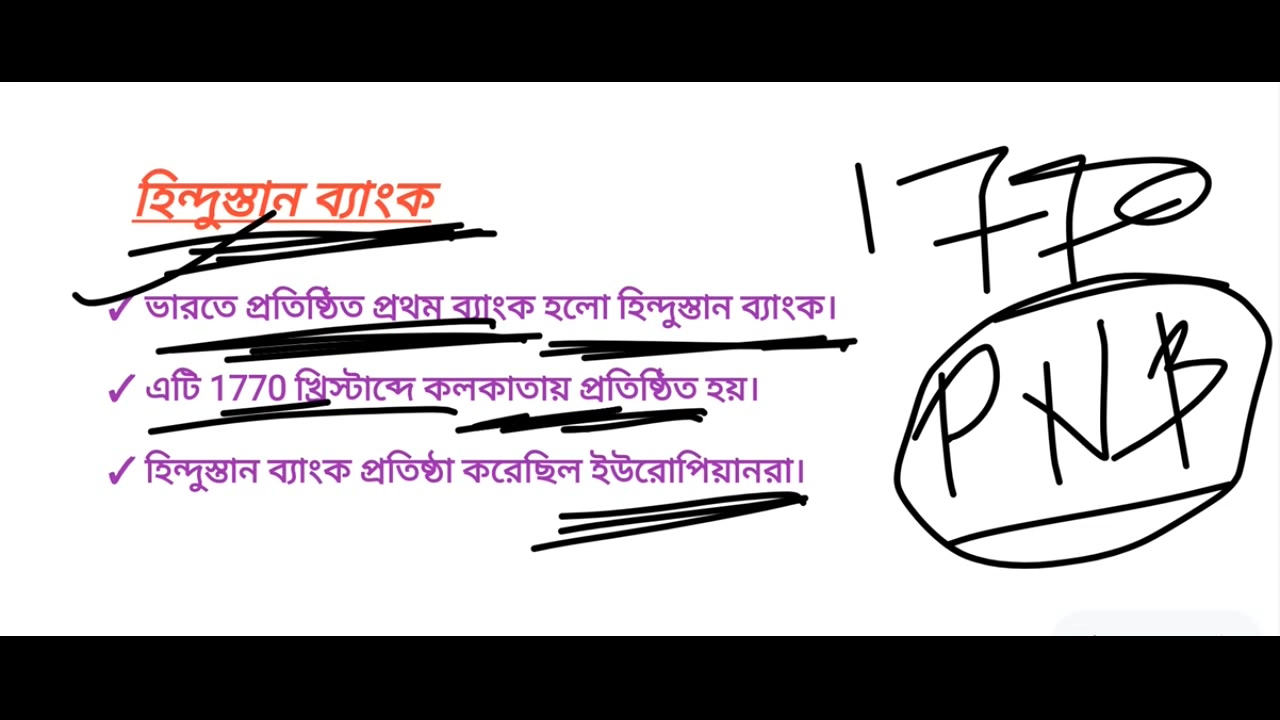 হিন্দুস্তান ব্যাংক
✓ ভারতে প্রতিষ্ঠিত প্রথম ব্যাংক হলো হিন্দুস্তান ব্যাংক।
✓ এটি 1770 খ্রিস্টাব্দে কলকাতায় প্রতিষ্ঠিত হয়।
✓ হিন্দুস্তান ব্যাংক প্রতিষ্ঠা করেছিল ইউরোপিয়ানরা।
1770
PNB